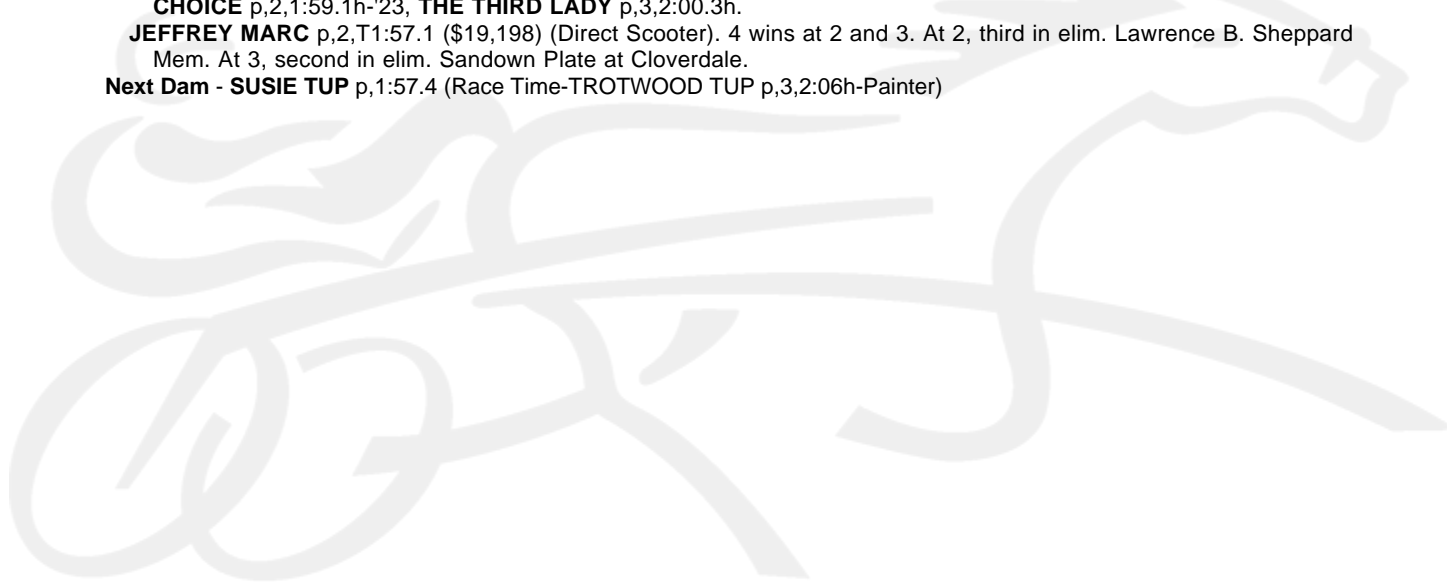 CHOICE p,2,1:59.1h-'23, THE THIRD LADY p,3,2:00.3h.
JEFFREY MARC p,2,T1:57.1 ($19,198) (Direct Scooter). 4 wins at 2 and 3. At 2, third in elim. Lawrence B. Sheppard
Mem. At 3, second in elim. Sandown Plate at Cloverdale.
Next Dam - SUSIE TUP p,1:57.4 (Race Time-TROTWOOD TUP p,3,2:06h-Painter)